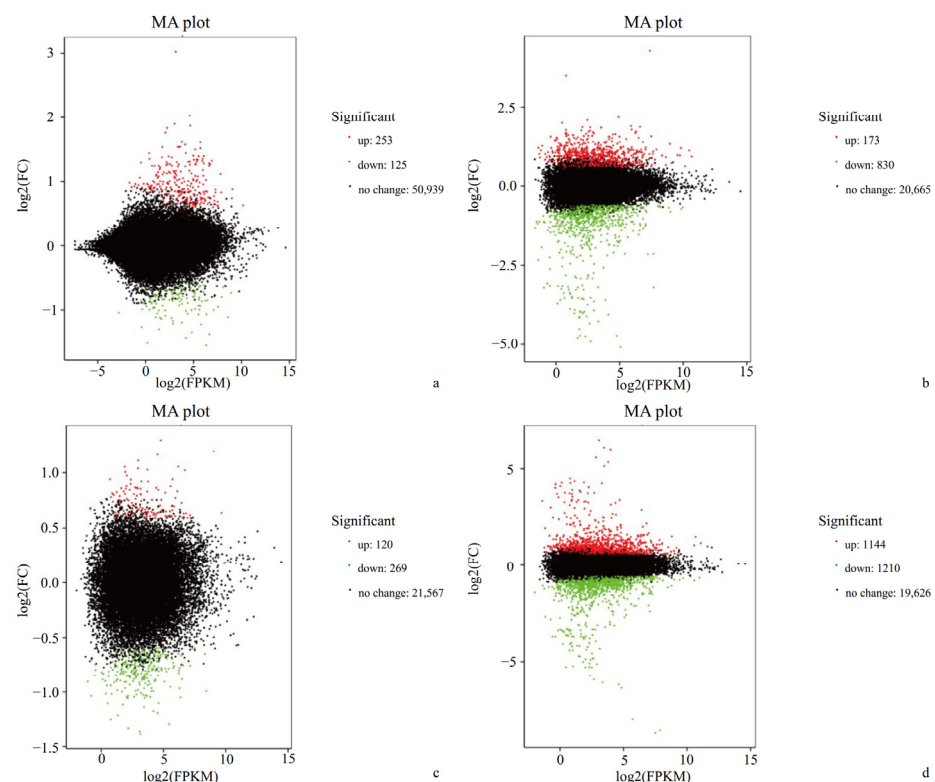 MA plot
3
2
1
0
−1
log2(FC)
−5
0
5
10
15
log2(FPKM)
Significant
up: 253
down: 125
no change: 50,939
a
MA plot
2.5
0.0
−2.5
−5.0
log2(FC)
0
5
10
15
log2(FPKM)
Significant
up: 173
down: 830
no change: 20,665
b
MA plot
1.0
0.5
0.0
−0.5
−1.0
−1.5
log2(FC)
0
5
10
15
log2(FPKM)
Significant
up: 120
down: 269
no change: 21,567
c
MA plot
5
0
−5
log2(FC)
0
5
10
15
log2(FPKM)
Significant
up: 1144
down: 1210
no change: 19,626
d